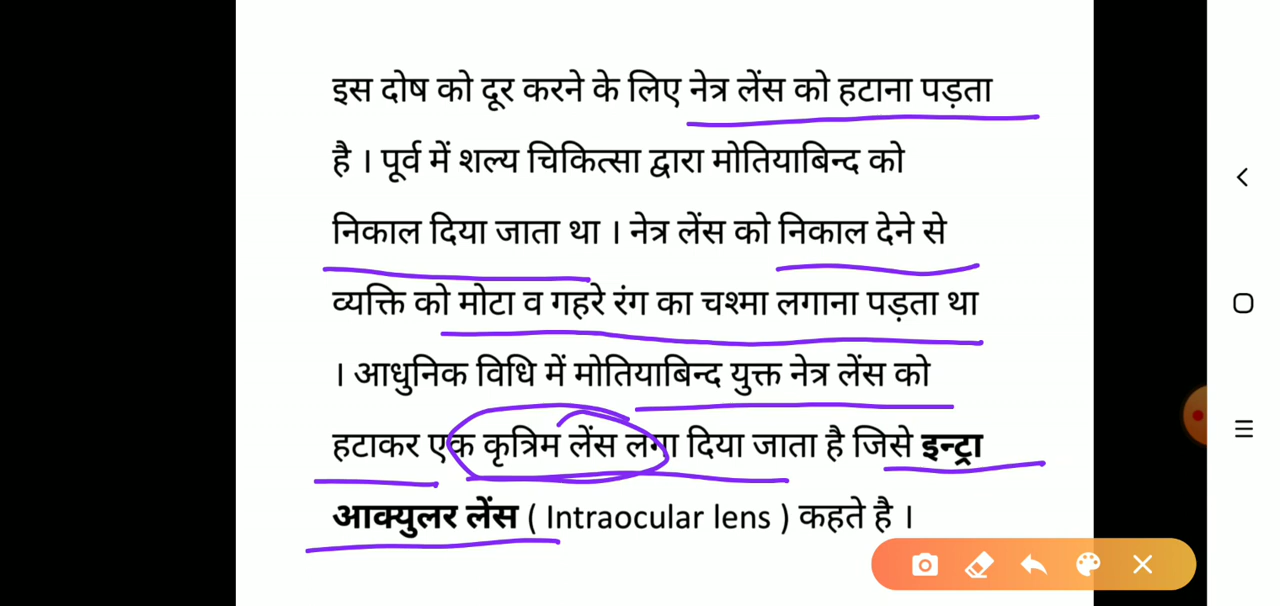 इस दोष को दूर करने के लिए नेत्र लेंस को हटाना पड़ता
है । पूर्व में शल्य चिकित्सा द्वारा मोतियाबिन्द को
निकाल दिया जाता था । नेत्र लेंस को निकाल देने से
व्यक्ति को मोटा व गहरे रंग का चश्मा लगाना पड़ता था
। आधुनिक विधि में मोतियाबिन्द युक्त नेत्र लेंस को
हटाकर एक कृत्रिम लेंस लगा दिया जाता है जिसे इन्ट्रा
आक्युलर लेंस ( Intraocular lens ) कहते है ।